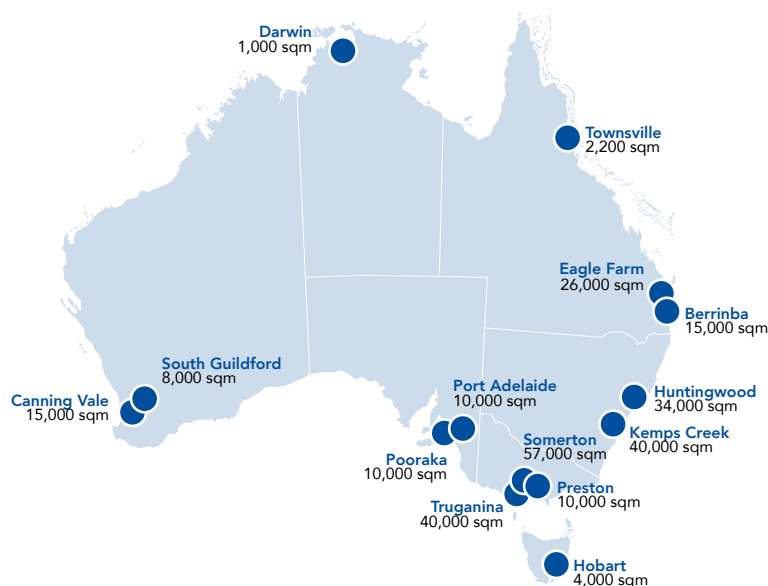 Darwin
1,000 sqm
Townsville
2,200 sqm
Eagle Farm
26,000 sqm
Berrinba
15,000 sqm
South Guildford
8,000 sqm
Canning Vale
15,000 sqm
Port Adelaide
10,000 sqm
Huntingwood
34,000 sqm
Kemps Creek
40,000 sqm
Somerton
57,000 sqm
Pooraka
10,000 sqm
Preston
10,000 sqm
Truganina
40,000 sqm
Hobart
4,000 sqm